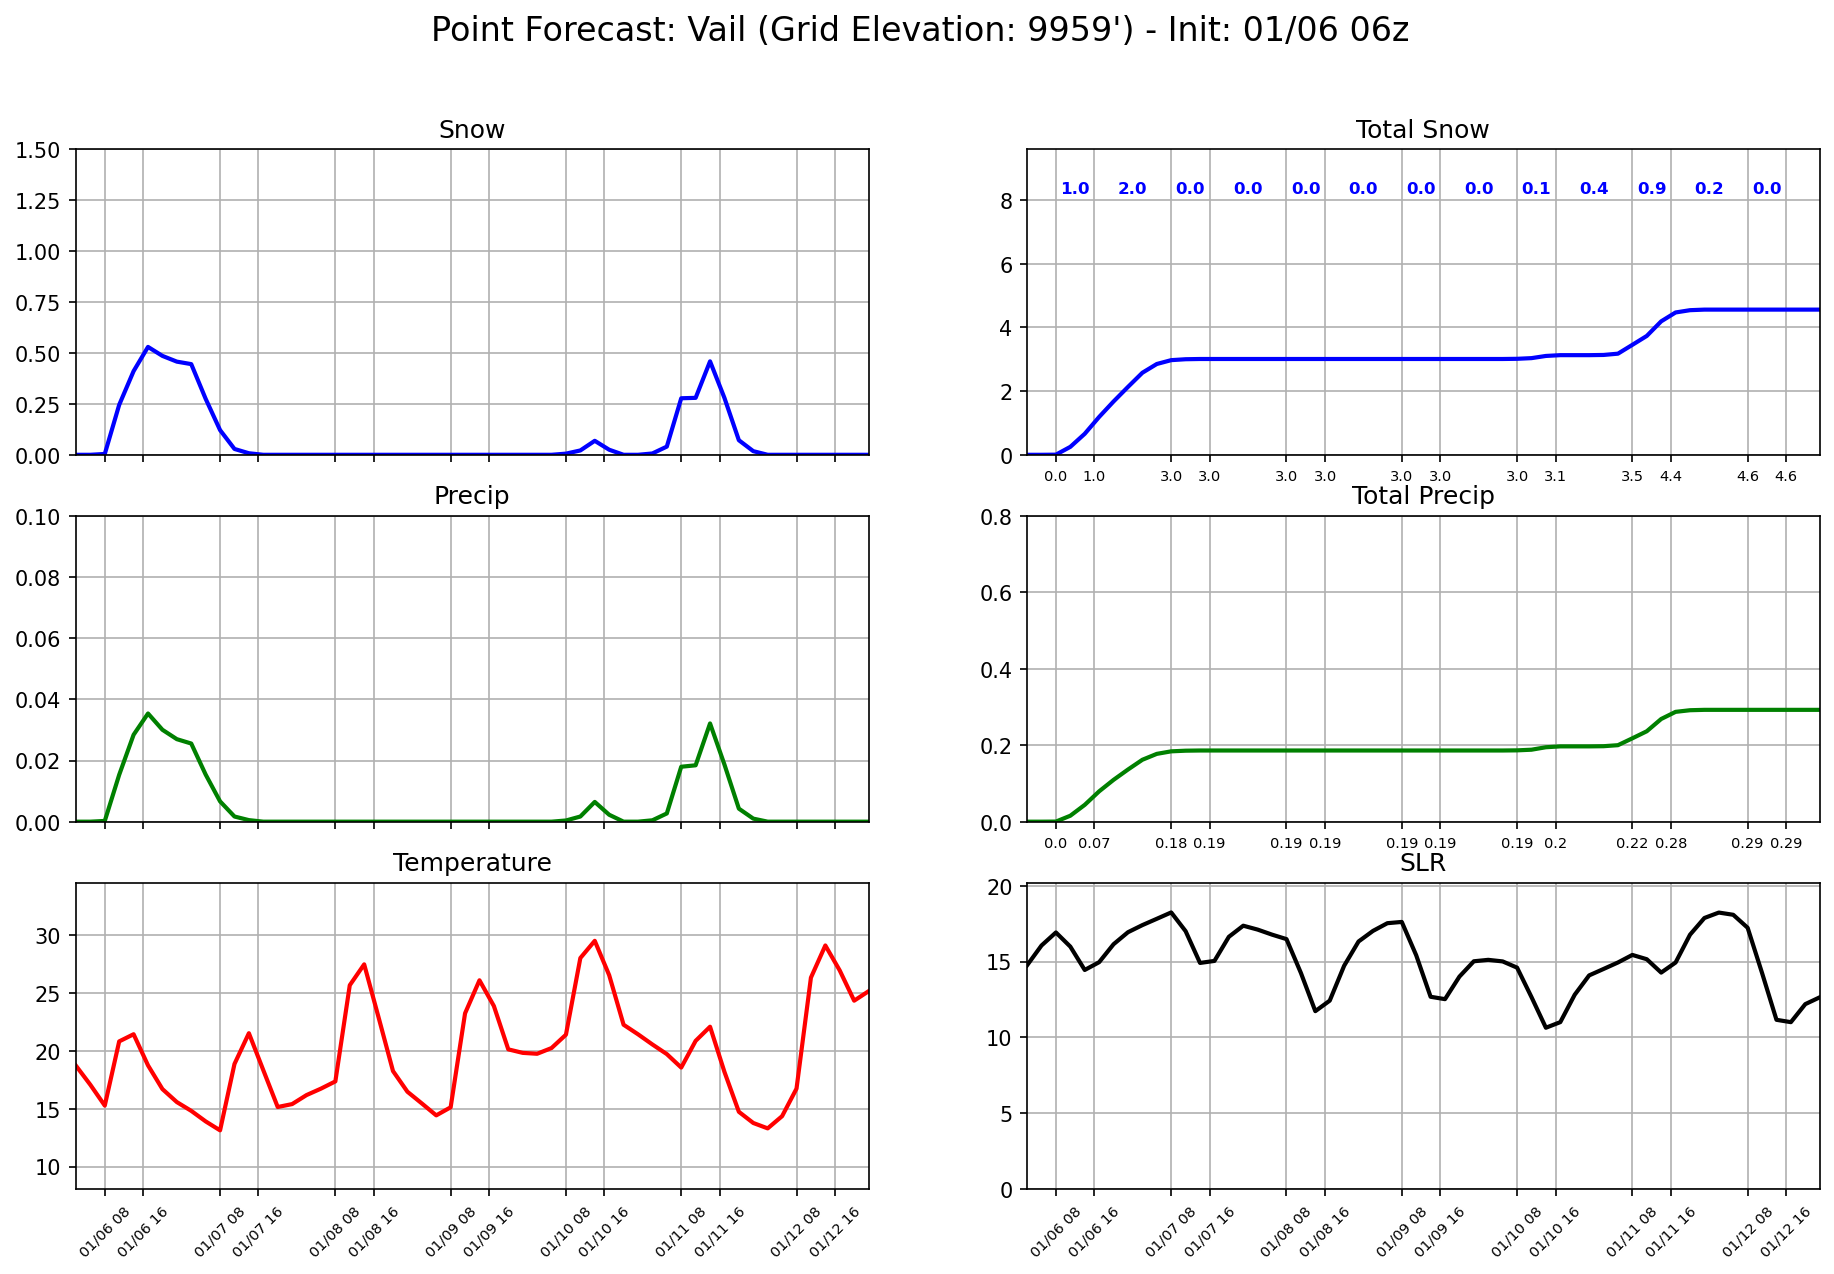 Point Forecast: Vail (Grid Elevation: 9959') - Init: 01/06 06z
Snow
1.50
1.25
1.00
0.75
0.50
0.25
0.00
Total Snow
1.0 2.0 0.0 0.0 0.0 0.0 0.0 0.0 0.1 0.4 0.9 0.2 0.0
8
6
4
2
0
0.0 1.0 3.0 3.0 3.0 3.0 3.0 3.0 3.0 3.1 3.5 4.4 4.6 4.6
Precip
0.10
0.08
0.06
0.04
0.02
0.00
Total Precip
0.8
0.6
0.4
0.2
0.0
0.0 0.07 0.18 0.19 0.19 0.19 0.19 0.19 0.19 0.2 0.22 0.28 0.29 0.29
Temperature
30
25
20
15
10
01/06 08 01/06 16 01/07 08 01/07 16 01/08 08 01/08 16 01/09 08 01/09 16 01/10 08 01/10 16 01/11 08 01/11 16 01/12 08 01/12 16
SLR
20
15
10
5
0
01/06 08 01/06 16 01/07 08 01/07 16 01/08 08 01/08 16 01/09 08 01/09 16 01/10 08 01/10 16 01/11 08 01/11 16 01/12 08 01/12 16